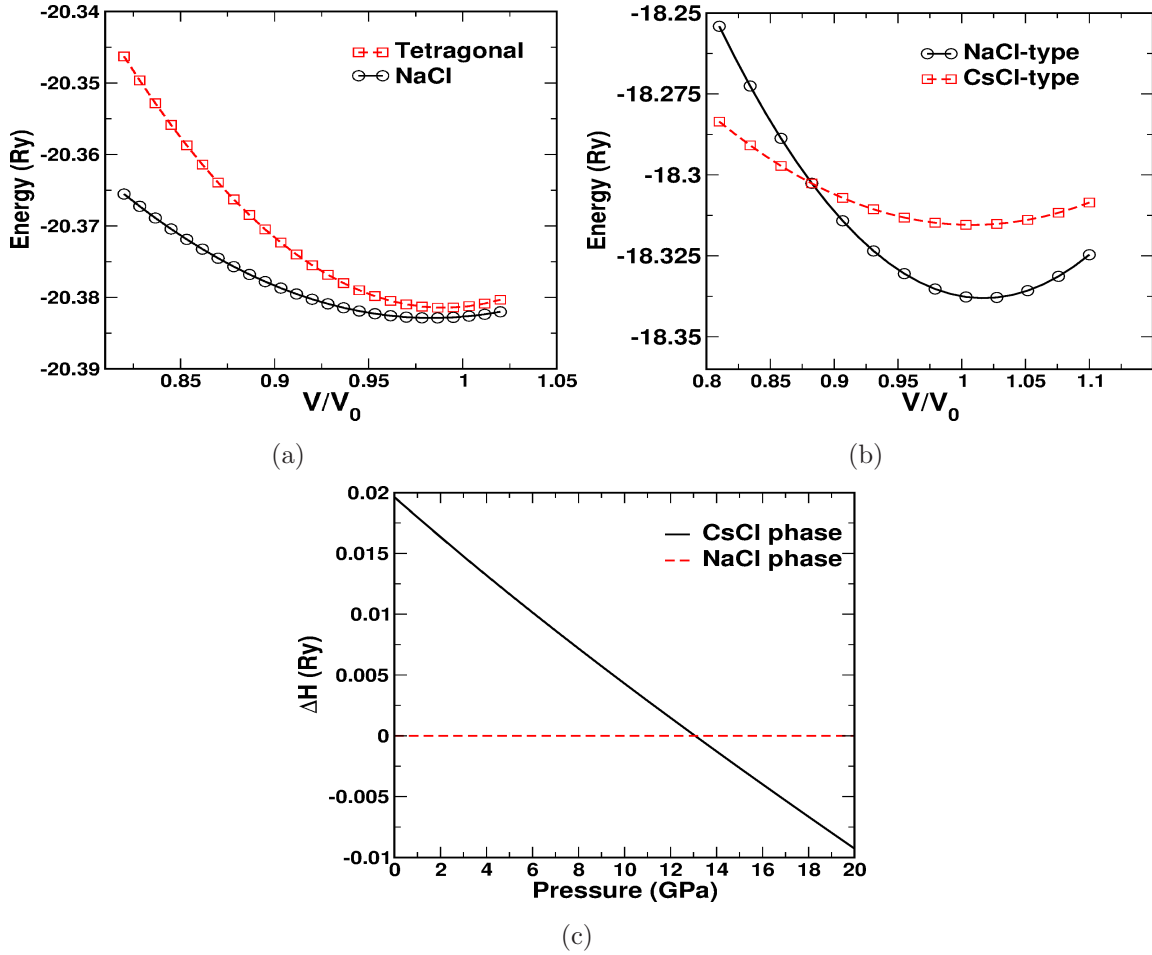 -20.34
-20.35
-20.36
-20.37
-20.38
-20.39
Energy (Ry)
Tetragonal
NaCl
0.85
0.9
0.95
1
1.05
V/V0
(a)
-18.25
-18.275
-18.3
-18.325
-18.35
Energy (Ry)
NaCl-type
CsCl-type
0.8
0.85
0.9
0.95
1
1.05
1.1
V/V0
(b)
0.02
0.015
0.01
0.005
0
-0.005
-0.01
ΔH (Ry)
CsCl phase
NaCl phase
0
2
4
6
8
10
12
14
16
18
20
Pressure (GPa)
(c)